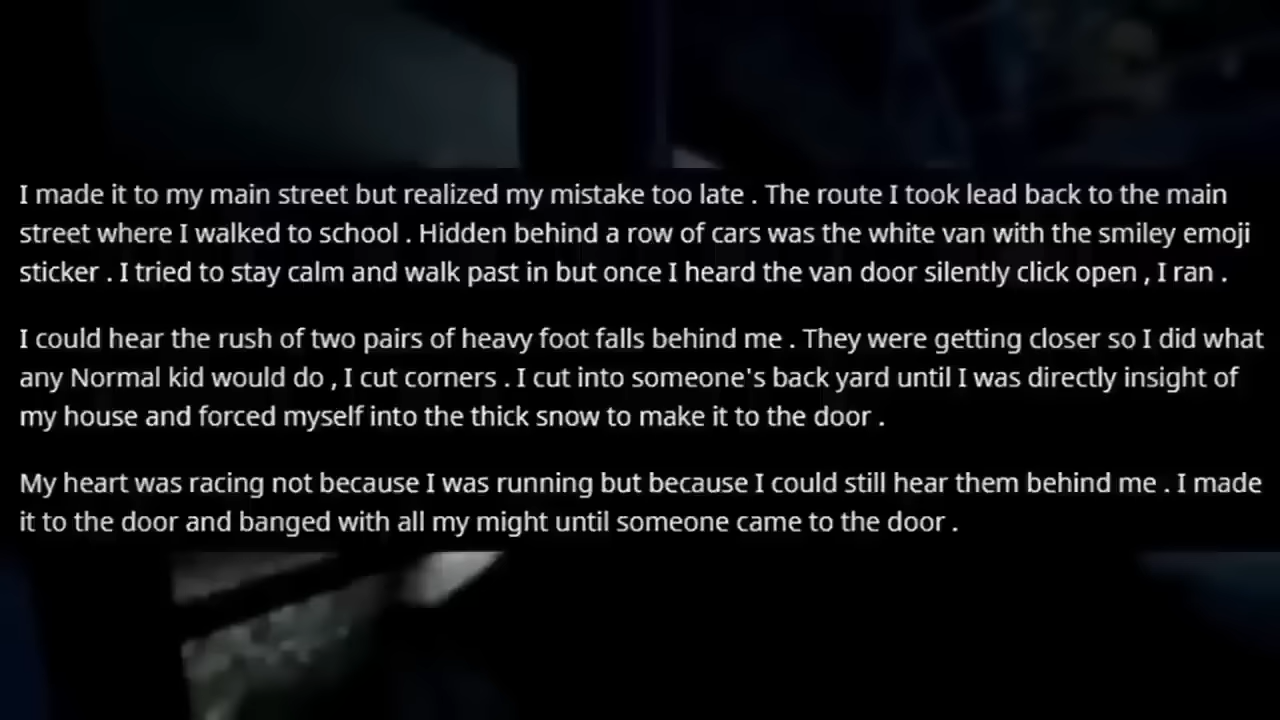 I made it to my main street but realized my mistake too late . The route I took lead back to the main
street where I walked to school . Hidden behind a row of cars was the white van with the smiley emoji
sticker . I tried to stay calm and walk past in but once I heard the van door silently click open , I ran .
I could hear the rush of two pairs of heavy foot falls behind me . They were getting closer so I did what
any Normal kid would do , I cut corners . I cut into someone's back yard until I was directly insight of
my house and forced myself into the thick snow to make it to the door .
My heart was racing not because I was running but because I could still hear them behind me . I made
it to the door and banged with all my might until someone came to the door .